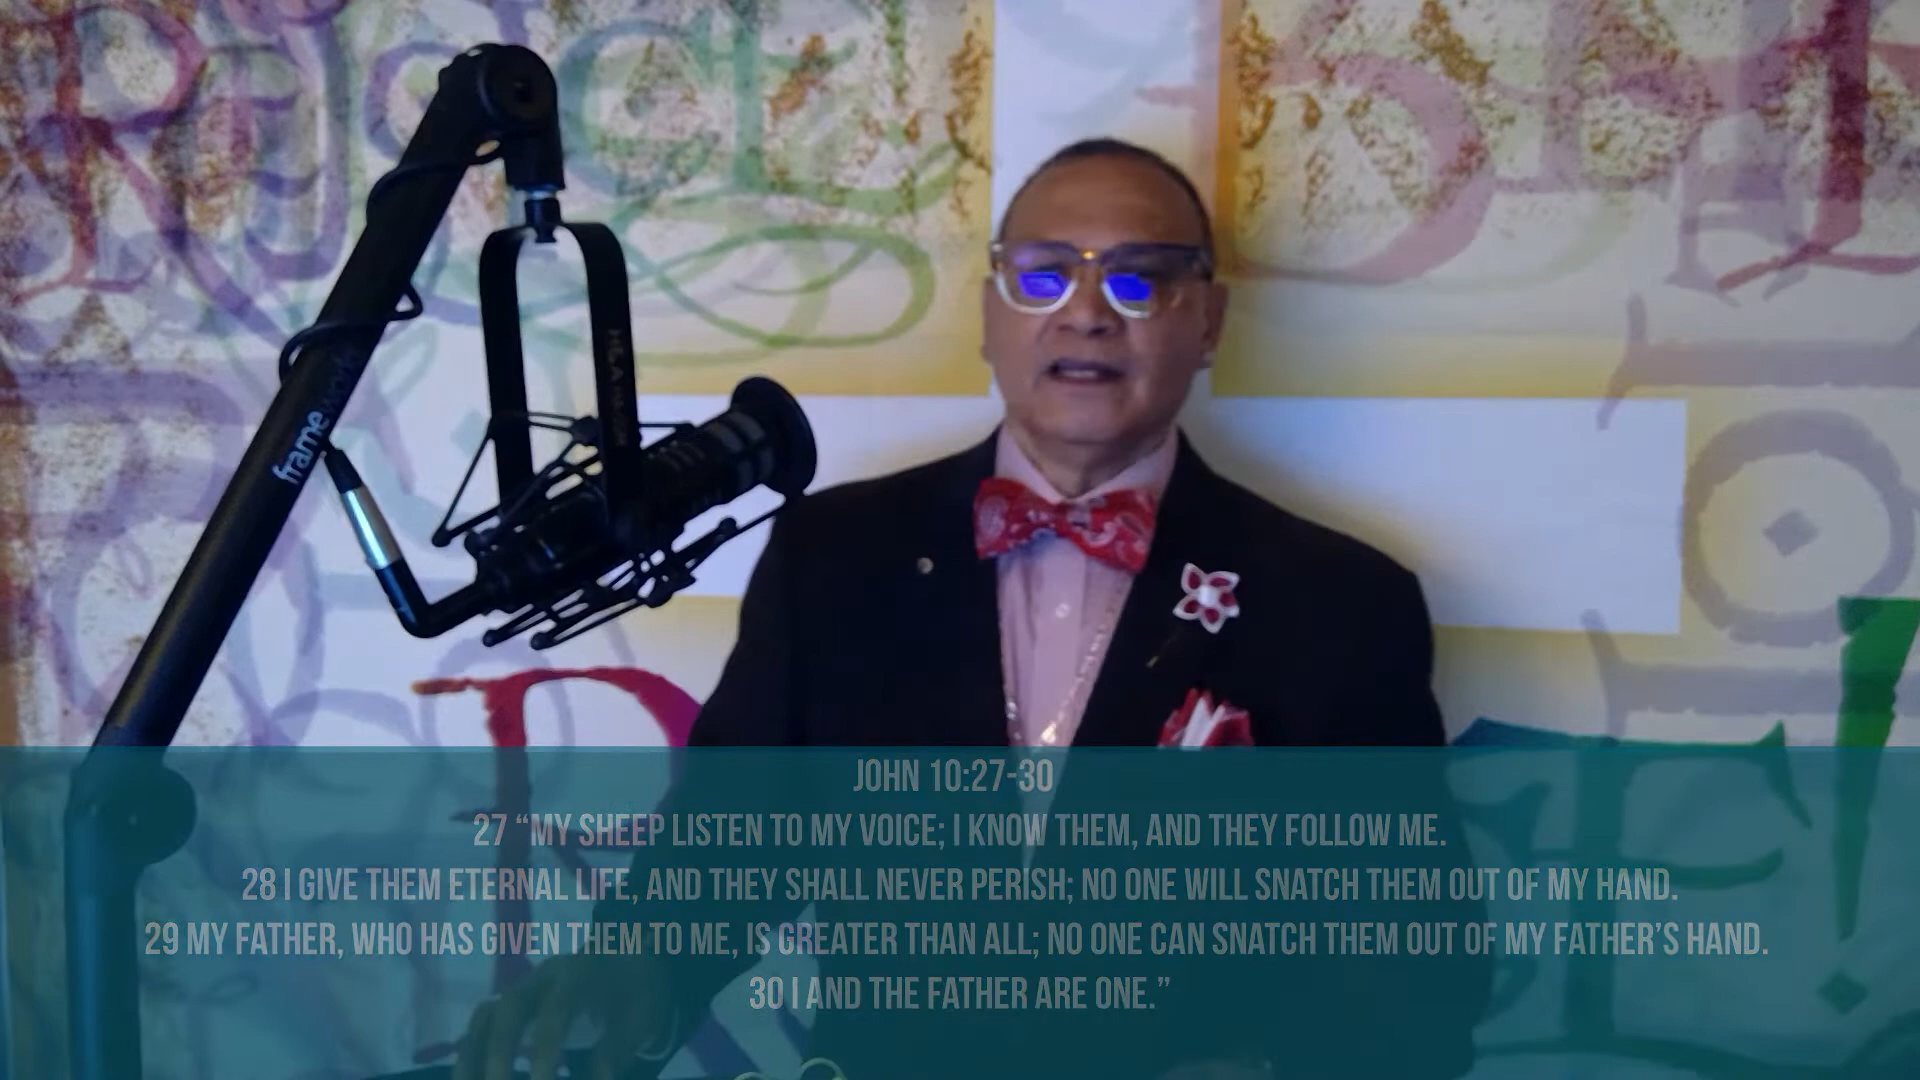 frame
JOHN 10:27-30
27 “MY SHEEP LISTEN TO MY VOICE; I KNOW THEM, AND THEY FOLLOW ME.
28 I GIVE THEM ETERNAL LIFE, AND THEY SHALL NEVER PERISH; NO ONE WILL SNATCH THEM OUT OF MY HAND.
29 MY FATHER, WHO HAS GIVEN THEM TO ME, IS GREATER THAN ALL; NO ONE CAN SNATCH THEM OUT OF MY FATHER’S HAND.
30 I AND THE FATHER ARE ONE.”